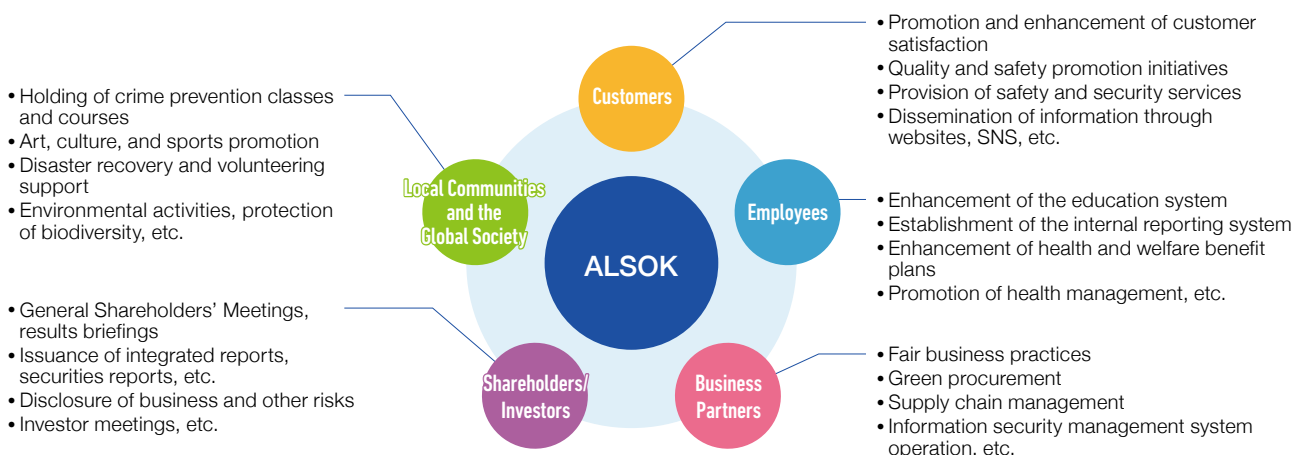 Customers
• Promotion and enhancement of customer
satisfaction
• Quality and safety promotion initiatives
• Provision of safety and security services
• Dissemination of information through
websites, SNS, etc.
• Holding of crime prevention classes
and courses
• Art, culture, and sports promotion
• Disaster recovery and volunteering
support
• Environmental activities, protection
of biodiversity, etc.
Local Communities
and the
Global Society
ALSOK
Employees
• Enhancement of the education system
• Establishment of the internal reporting system
• Enhancement of health and welfare benefit
plans
• Promotion of health management, etc.
• General Shareholders’ Meetings,
results briefings
• Issuance of integrated reports,
securities reports, etc.
• Disclosure of business and other risks
• Investor meetings, etc.
Shareholders/
Investors
Business
Partners
• Fair business practices
• Green procurement
• Supply chain management
• Information security management system
operation, etc.